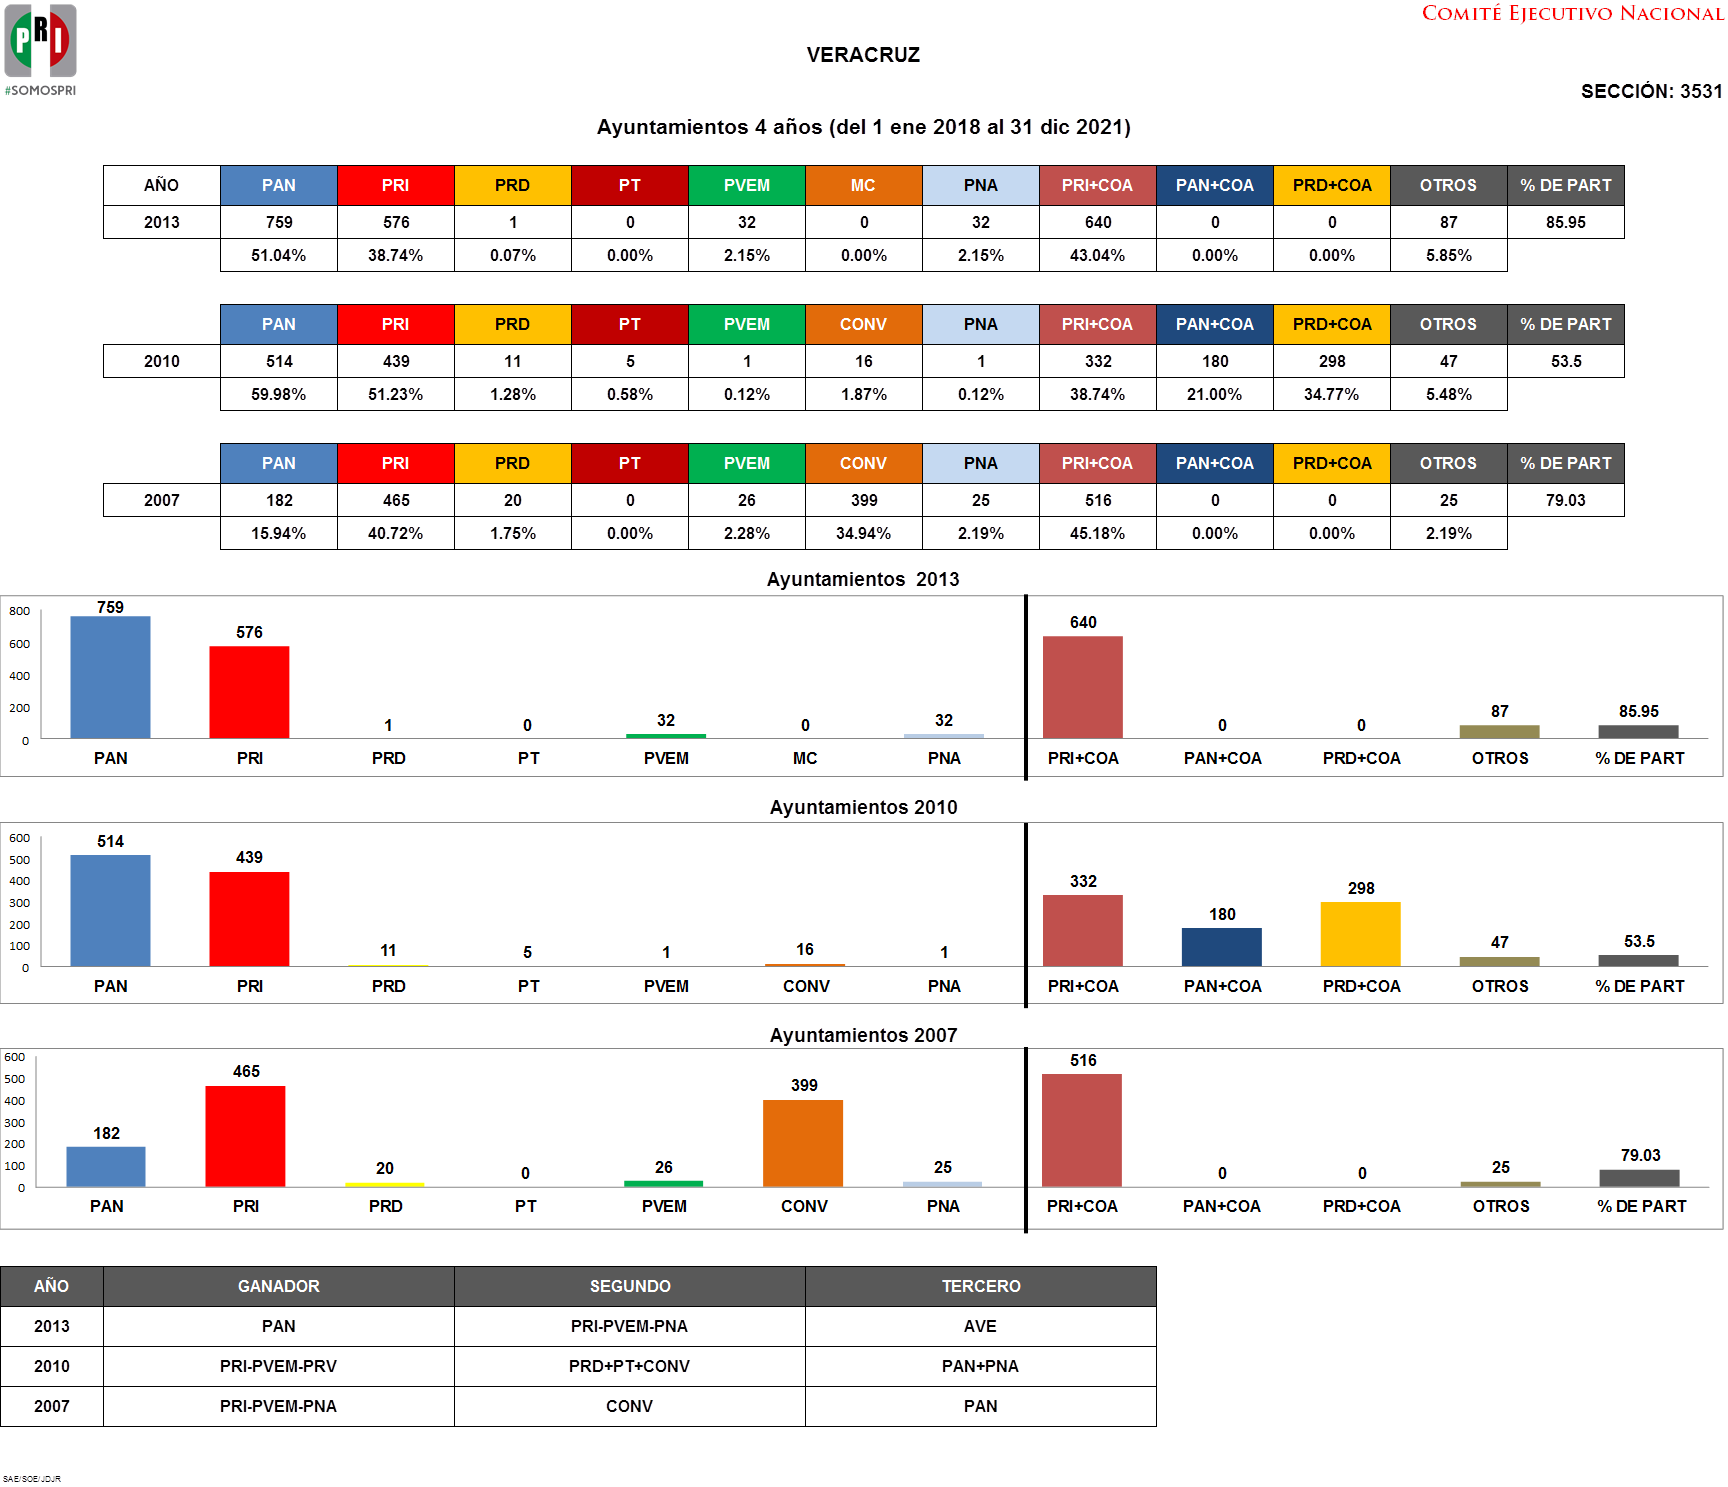 PRI
#SOMOSPRI
COMITÉ EJECUTIVO NACIONAL
VERACRUZ
SECCIÓN: 3531
Ayuntamientos 4 años (del 1 ene 2018 al 31 dic 2021)
AÑO PAN PRI PRD PT PVEM MC PNA PRI+COA PAN+COA PRD+COA OTROS % DE PART
2013 759 576 1 0 32 0 32 640 0 0 87 85.95
51.04% 38.74% 0.07% 0.00% 2.15% 0.00% 2.15% 43.04% 0.00% 0.00% 5.85%
PAN PRI PRD PT PVEM CONV PNA PRI+COA PAN+COA PRD+COA OTROS % DE PART
2010 514 439 11 5 1 16 1 332 180 298 47 53.5
59.98% 51.23% 1.28% 0.58% 0.12% 1.87% 0.12% 38.74% 21.00% 34.77% 5.48%
PAN PRI PRD PT PVEM CONV PNA PRI+COA PAN+COA PRD+COA OTROS % DE PART
2007 182 465 20 0 26 399 25 516 0 0 25 79.03
15.94% 40.72% 1.75% 0.00% 2.28% 34.94% 2.19% 45.18% 0.00% 0.00% 2.19%
Ayuntamientos 2013
800
600
400
200
0
759 576 1 0 32 0 32 640 0 0 87 85.95
PAN PRI PRD PT PVEM MC PNA PRI+COA PAN+COA PRD+COA OTROS % DE PART
Ayuntamientos 2010
600
500
400
300
200
100
0
514 439 11 5 1 16 1 332 180 298 47 53.5
PAN PRI PRD PT PVEM CONV PNA PRI+COA PAN+COA PRD+COA OTROS % DE PART
Ayuntamientos 2007
600
500
400
300
200
100
0
182 465 20 0 26 399 25 516 0 0 25 79.03
PAN PRI PRD PT PVEM CONV PNA PRI+COA PAN+COA PRD+COA OTROS % DE PART
AÑO GANADOR SEGUNDO TERCERO
2013 PAN PRI-PVEM-PNA AVE
2010 PRI-PVEM-PRV PRD+PT+CONV PAN+PNA
2007 PRI-PVEM-PNA CONV PAN
SAE/SOE/JDJR